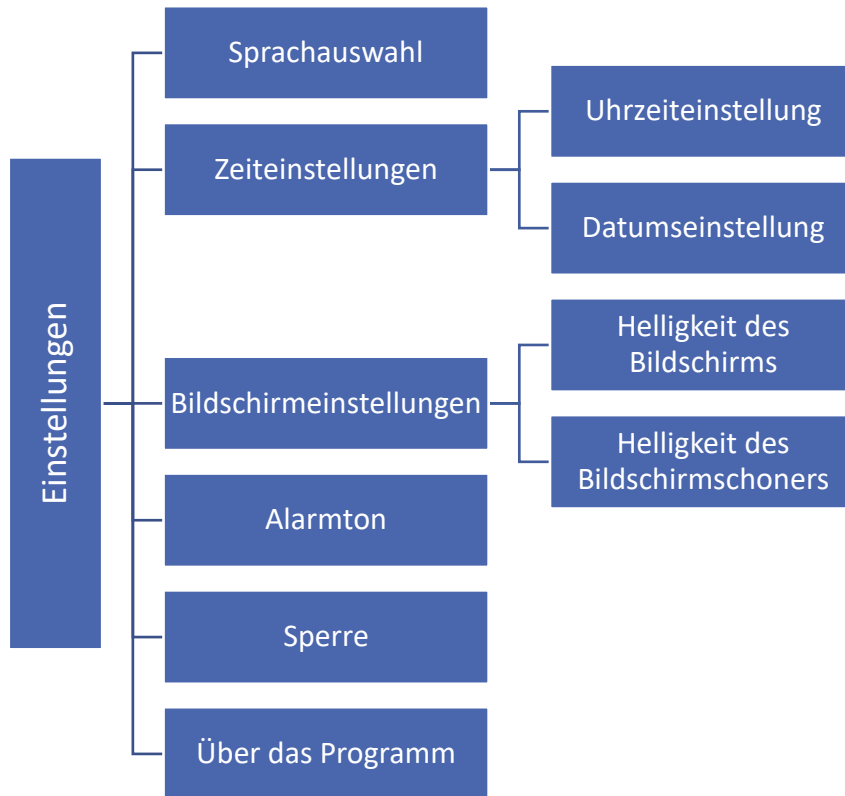 Einstellungen
Sprachauswahl
Zeiteinstellungen
Uhrzeiteinstellung
Datumseinstellung
Bildschirmeinstellungen
Helligkeit des
Bildschirms
Helligkeit des
Bildschirmschoners
Alarmton
Sperre
Über das Programm